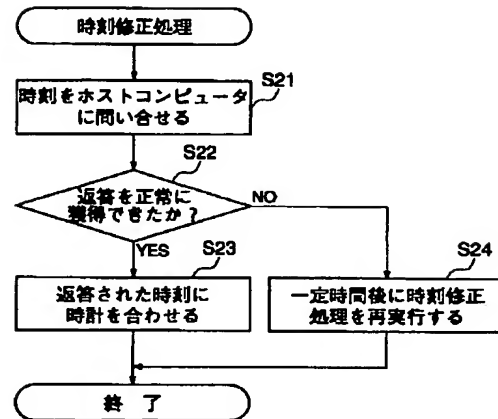 時刻修正処理
S21
時刻をホストコンピュータ
に問い合せる
S22
返答を正常に
獲得できたか？
NO
YES
S23
返答された時刻に
時計を合わせる
S24
一定時間後に時刻修正
処理を再実行する
終 了